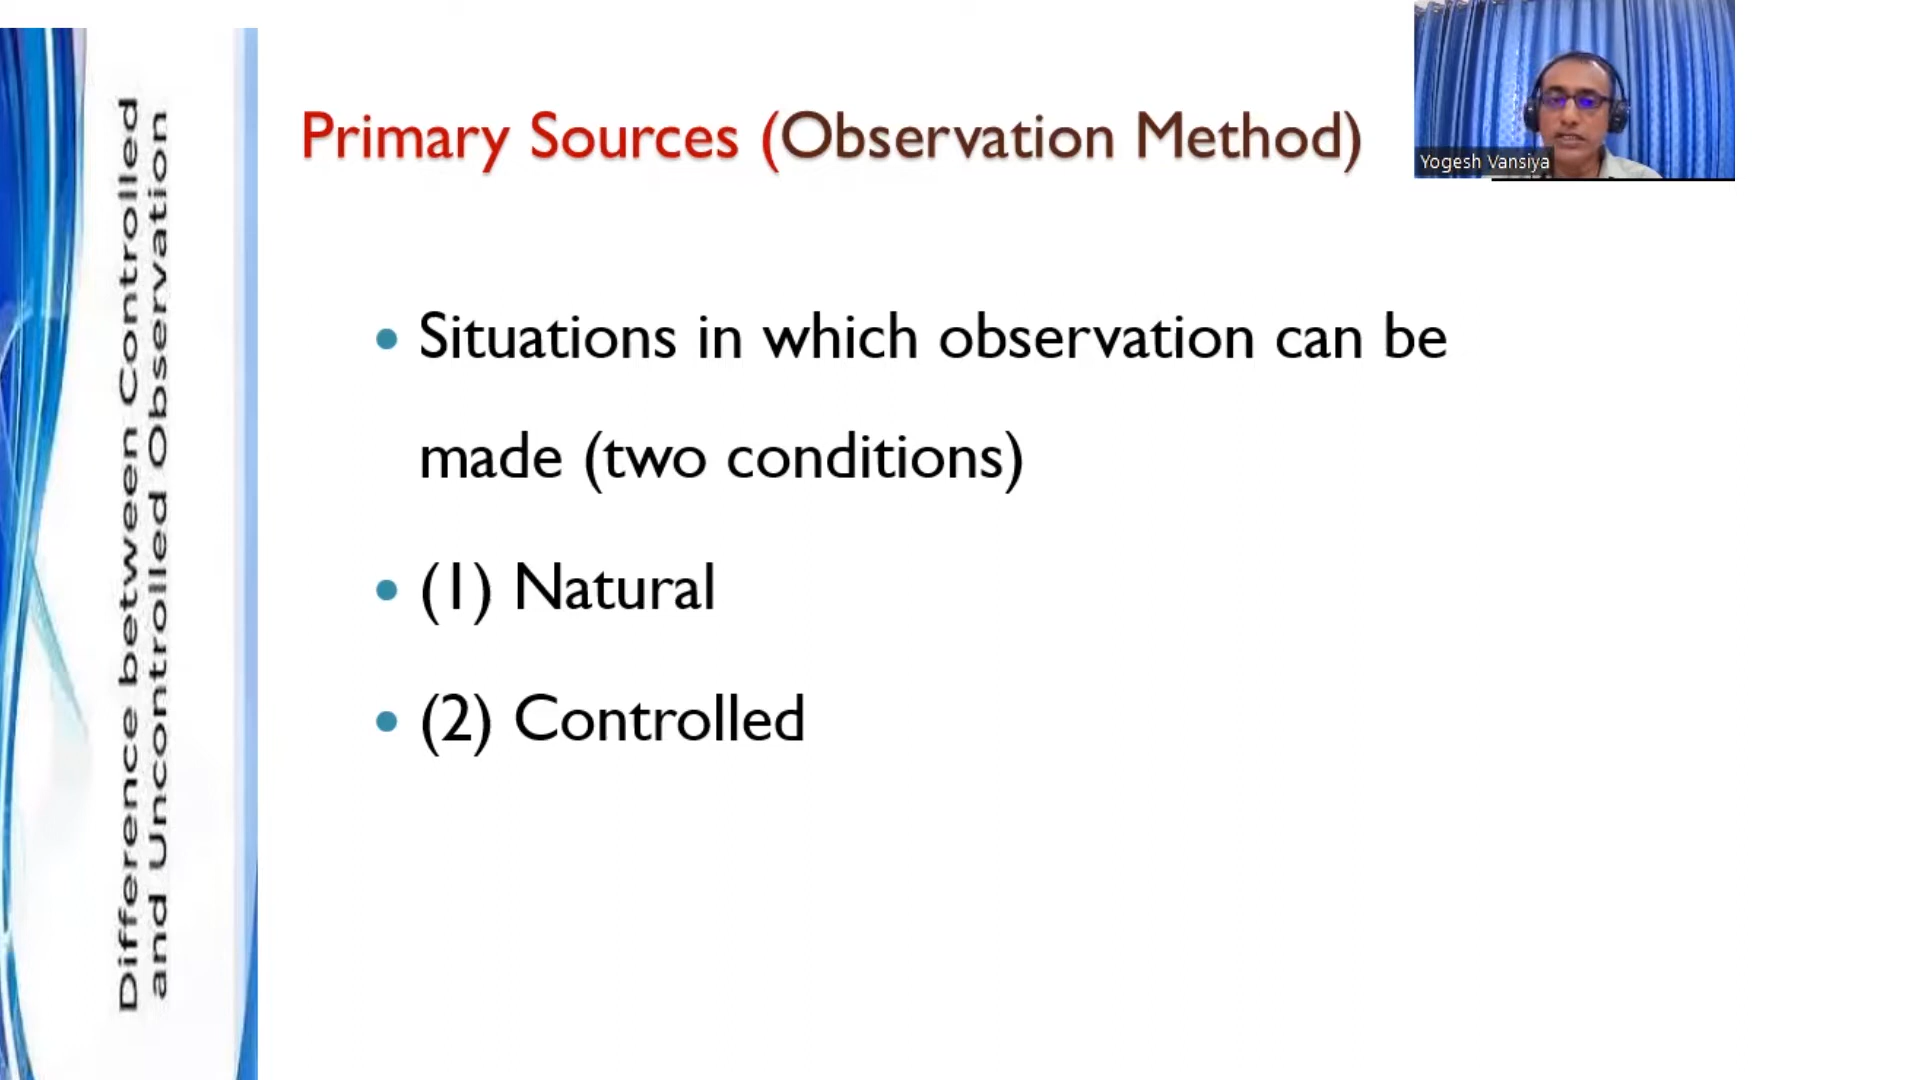 Difference between Controlled
and Uncontrolled Observation
Primary Sources (Observation Method)
Yogesh Vansiya
• Situations in which observation can be
made (two conditions)
• (1) Natural
• (2) Controlled